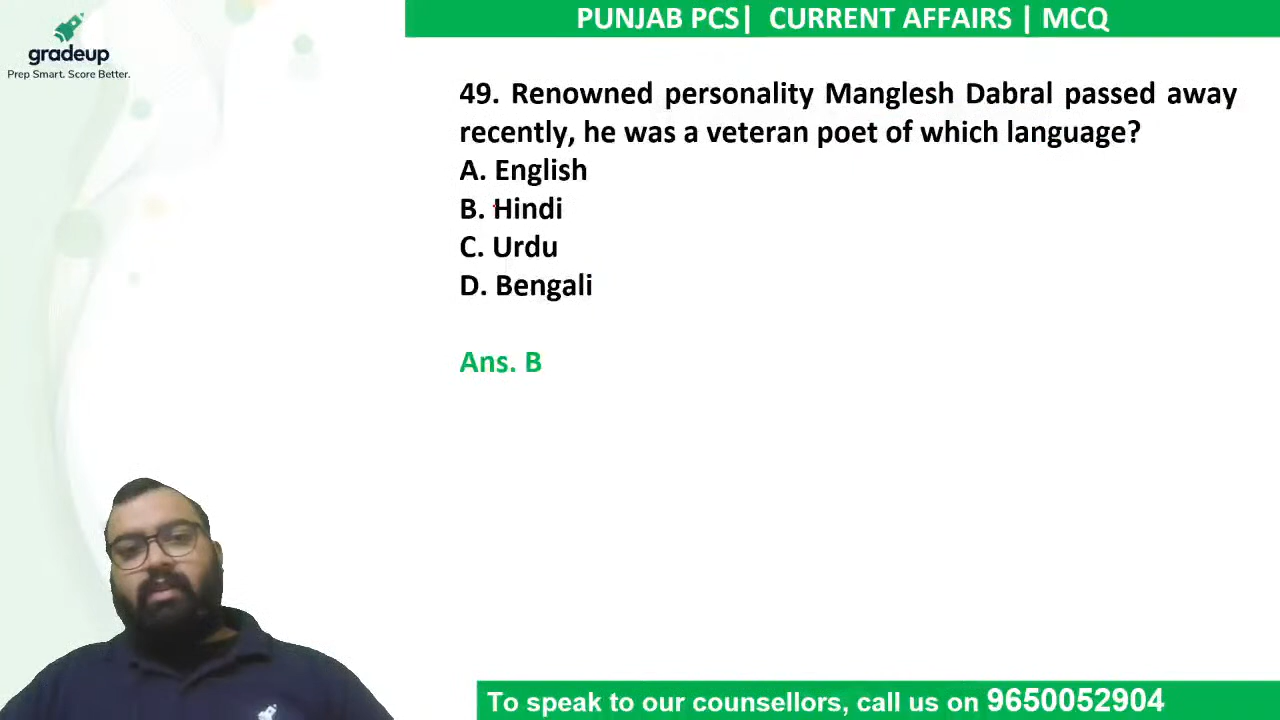 PUNJAB PCS| CURRENT AFFAIRS | MCQ
gradeup
Prep Smart. Score Better.
49. Renowned personality Manglesh Dabral passed away
recently, he was a veteran poet of which language?
A. English
B. Hindi
C. Urdu
D. Bengali
Ans. B
To speak to our counsellors, call us on 9650052904